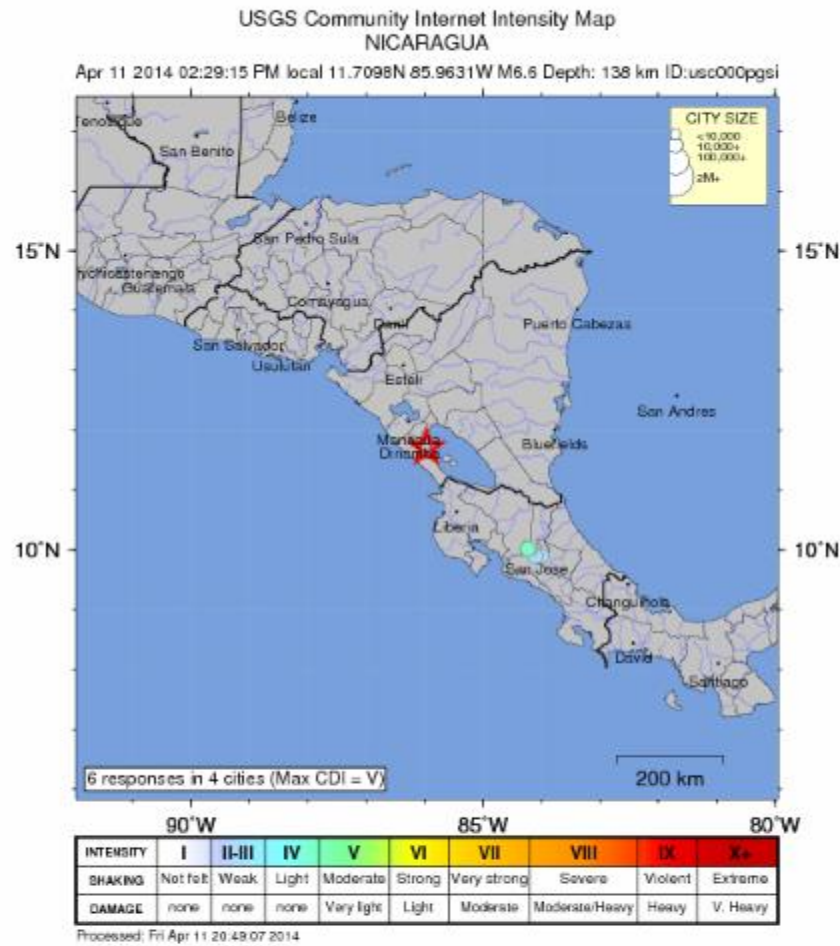 USGS Community Internet Intensity Map
NICARAGUA
Apr 11 2014 02:29:15 PM local 11.7098N 85.9631W M6.6 Depth: 138 km ID:usc000pgsi
CITY SIZE
<10,000
10,000+
100,000+
2M+
Belize
San Benito
15°N
15°N
San Pedro Sula
Guatemala
Comayagua
Danli
Puerto Cabezas
San Salvador
Usulutan
Esteli
San Andres
Managua
Diriamba
Bluefields
Liberia
10°N
10°N
San Jose
Changuinola
David
Santiago
6 responses in 4 cities (Max CDI = V)
200 km
90°W
85°W
80°W
INTENSITY I II-III IV V VI VII VIII IX X+
SHAKING Not felt Weak Light Moderate Strong Very strong Severe Violent Extreme
DAMAGE none none none Very light Light Moderate Moderate/Heavy Heavy V. Heavy
Processed: Fri Apr 11 20:49:07 2014